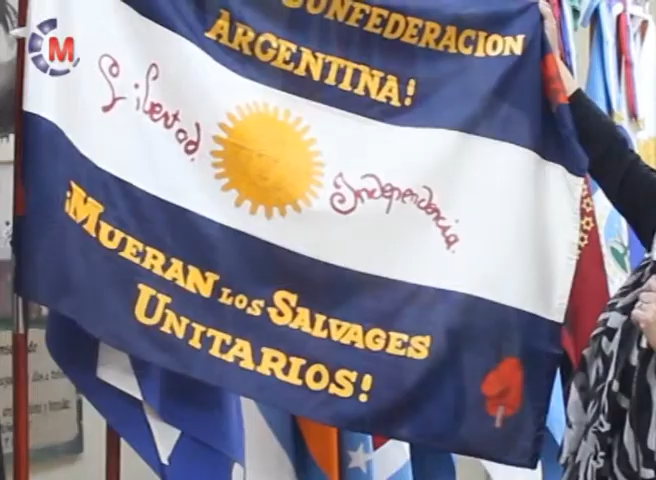 M
CONFEDERACION
ARGENTINA!
Libertad.
Independencia.
¡MUERAN LOS SALVAGES
UNITARIOS!